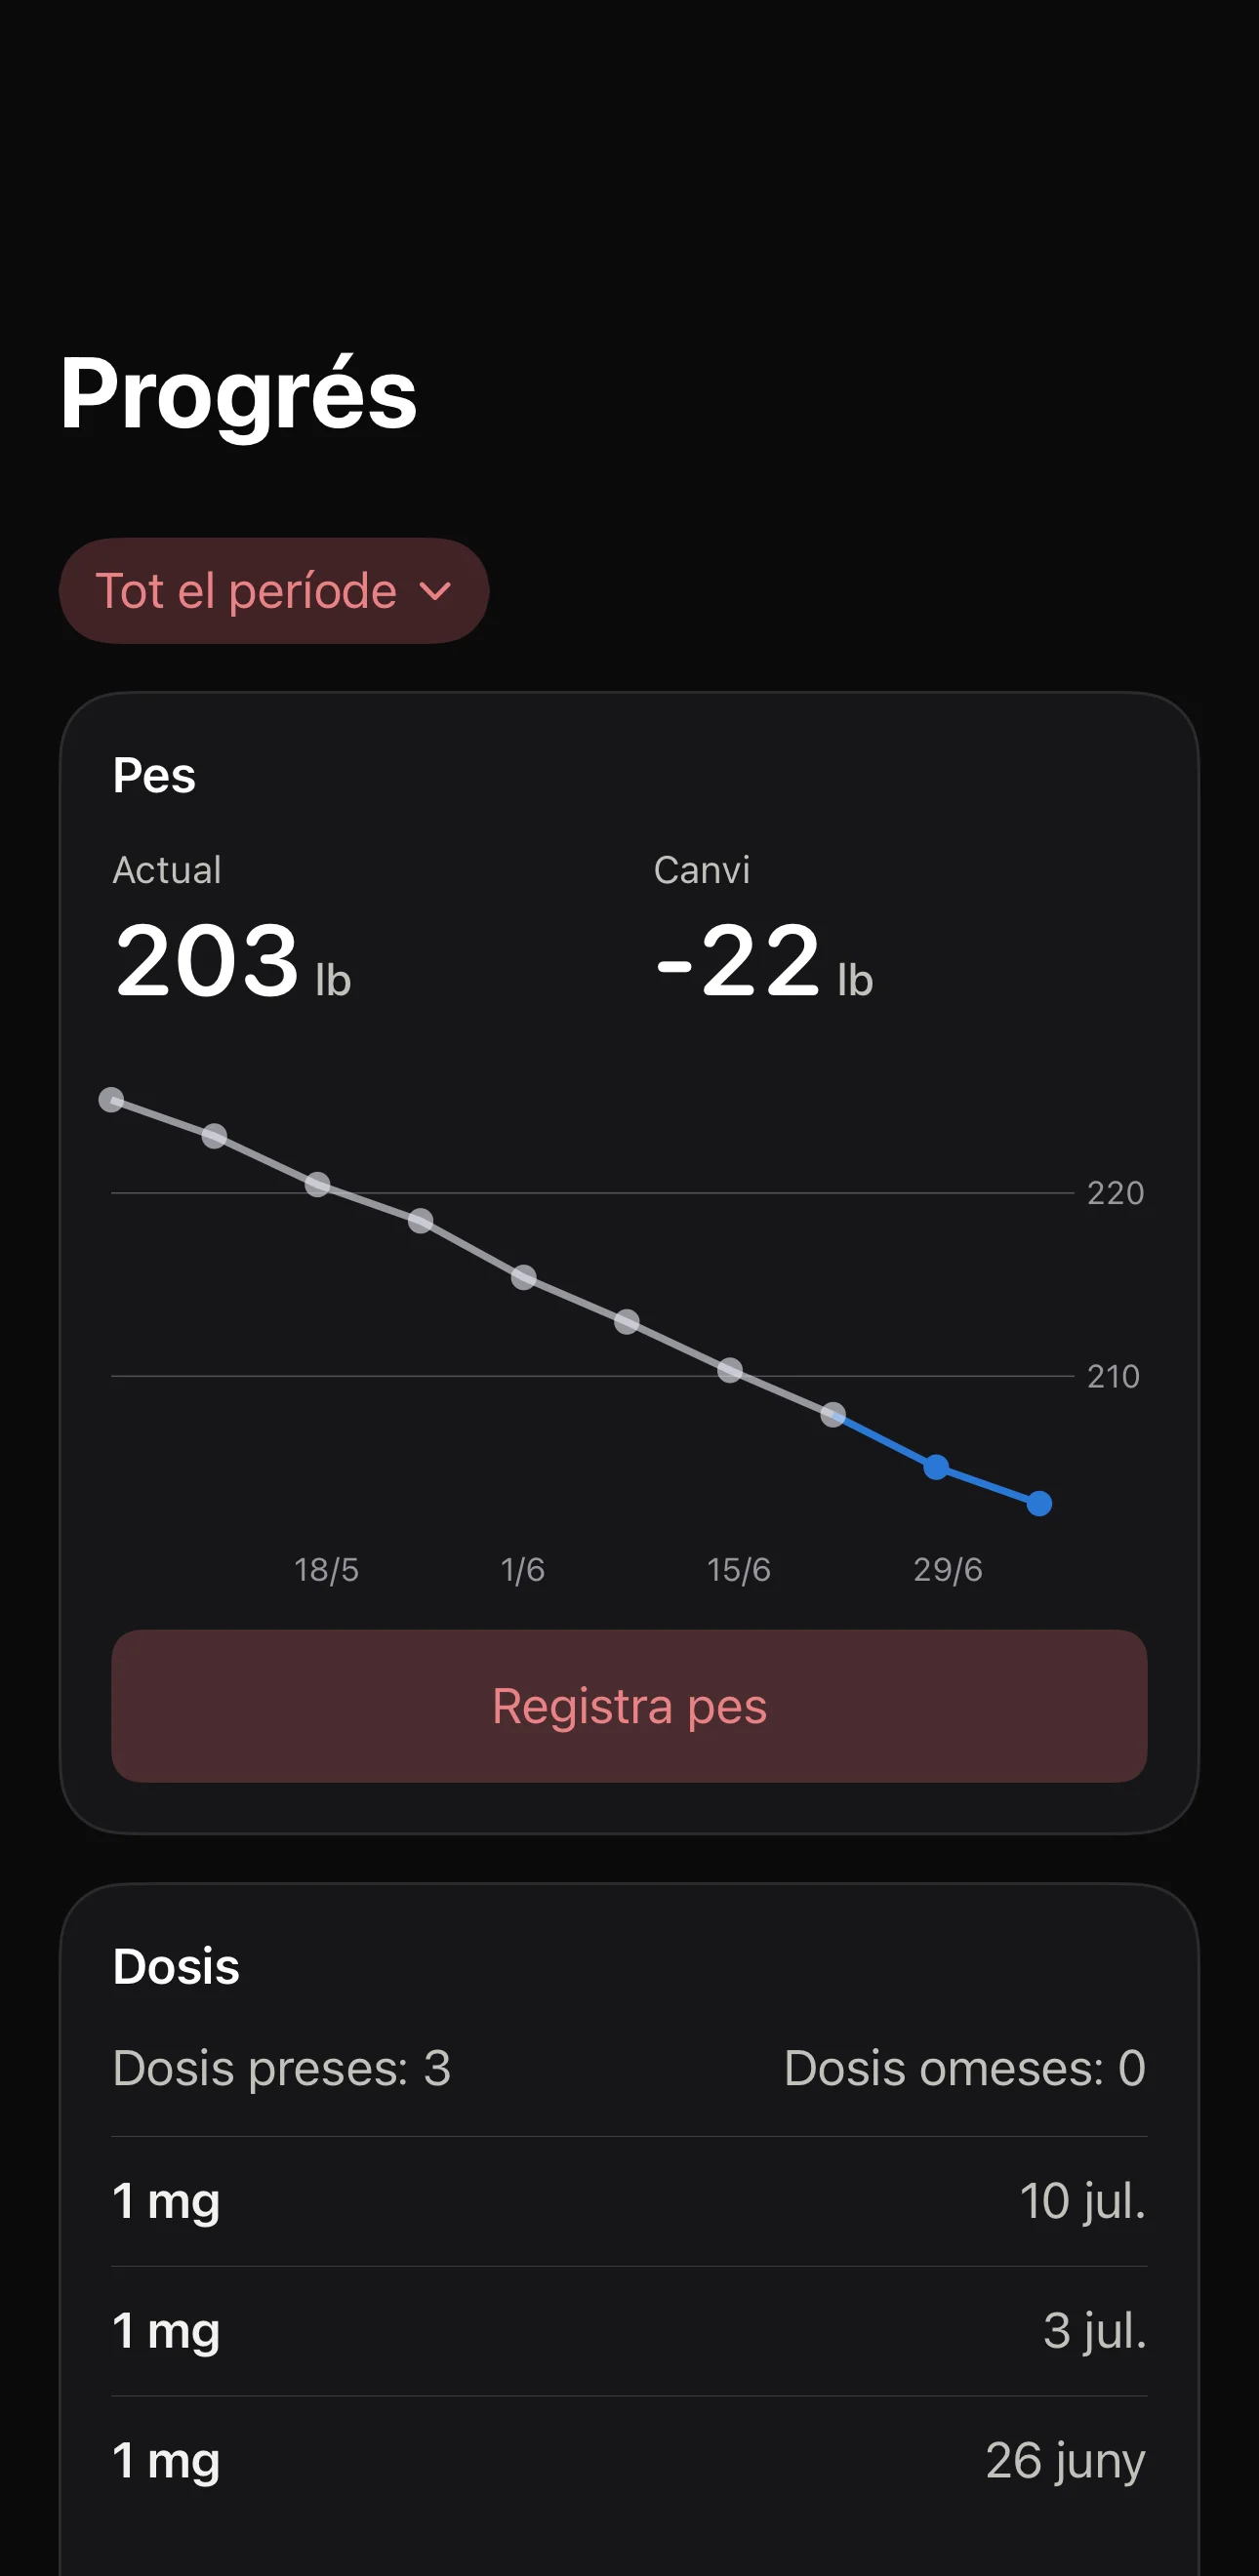 Progrés
Tot el període
Pes
Actual
Canvi
203 lb
-22 lb
220
210
18/5
1/6
15/6
29/6
Registra pes
Dosis
Dosis preses: 3
Dosis omeses: 0
1 mg
10 jul.
1 mg
3 jul.
1 mg
26 juny